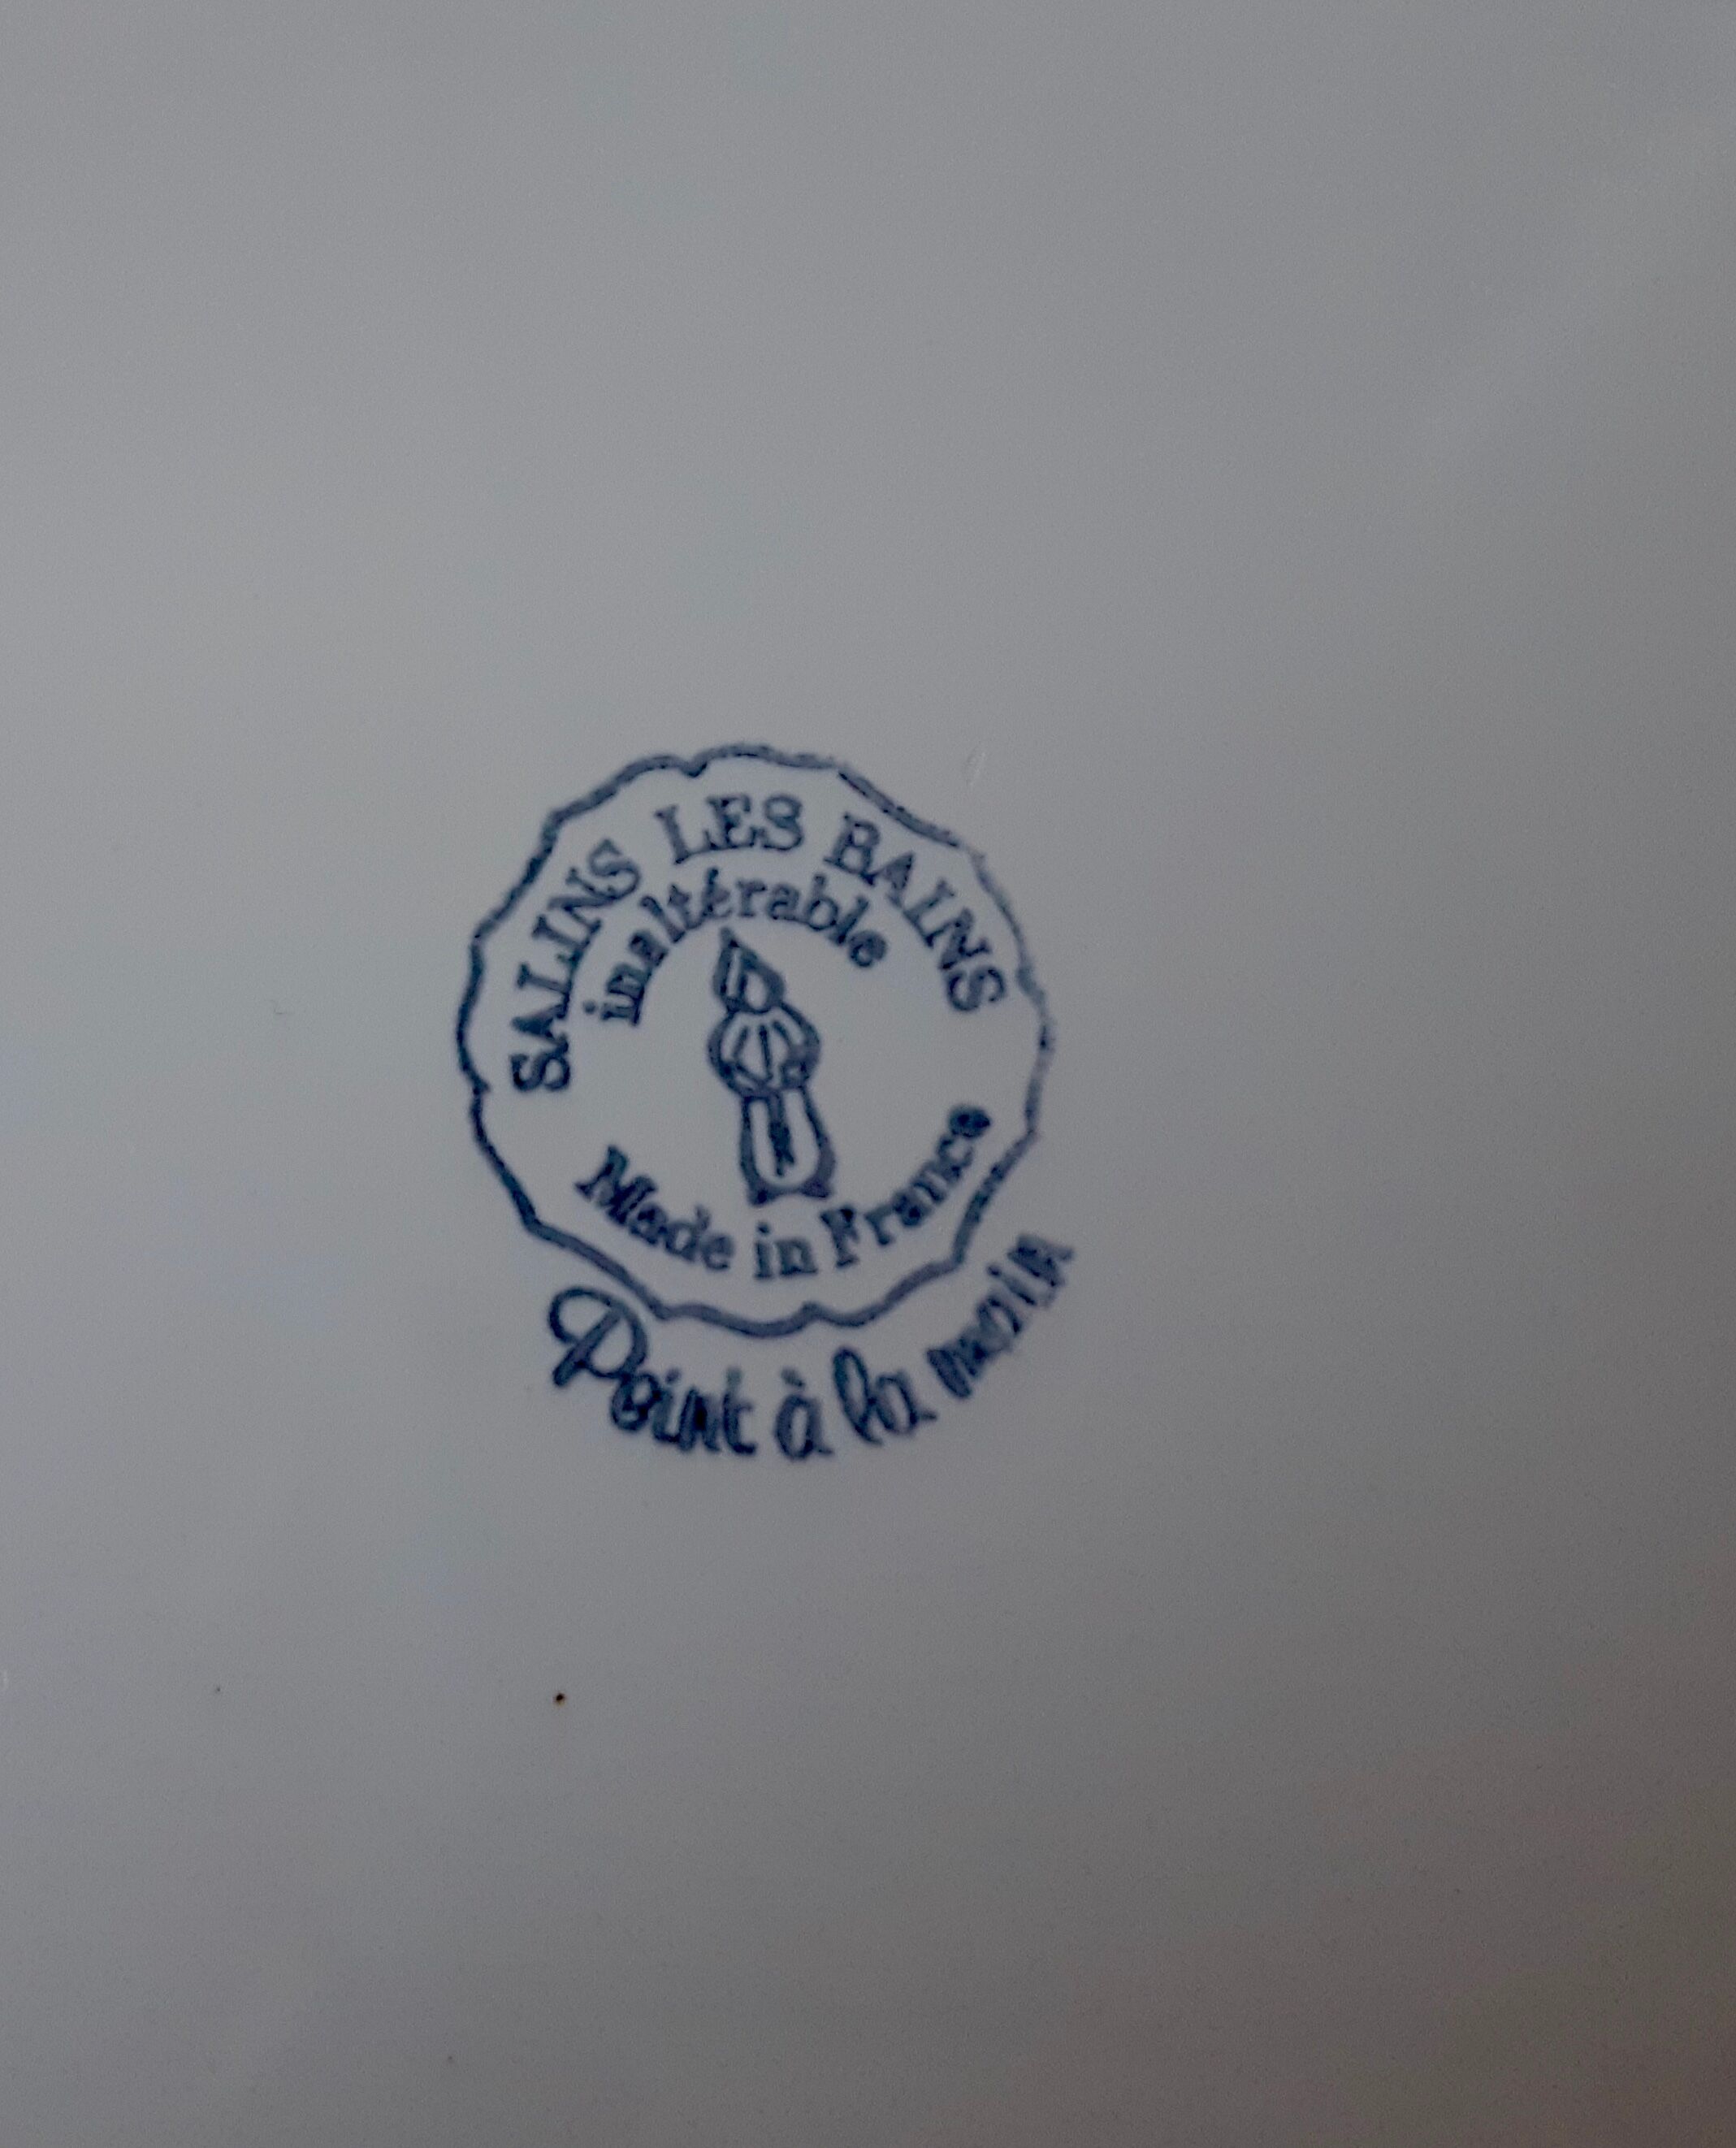 SALINS LES BAINS
inaltérable
Made in France
Peint à la main